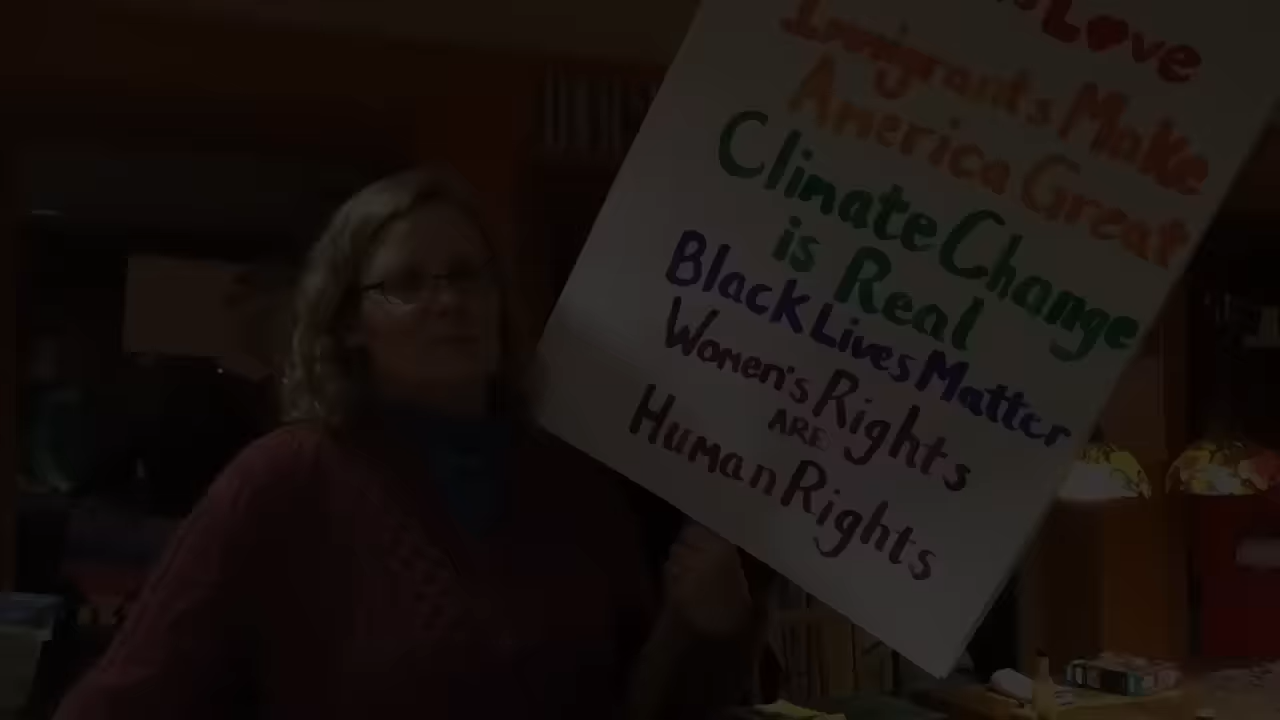 Love
Immigrants Make
America Great
Climate Change
is Real
Black Lives Matter
Women's Rights
ARE
Human Rights